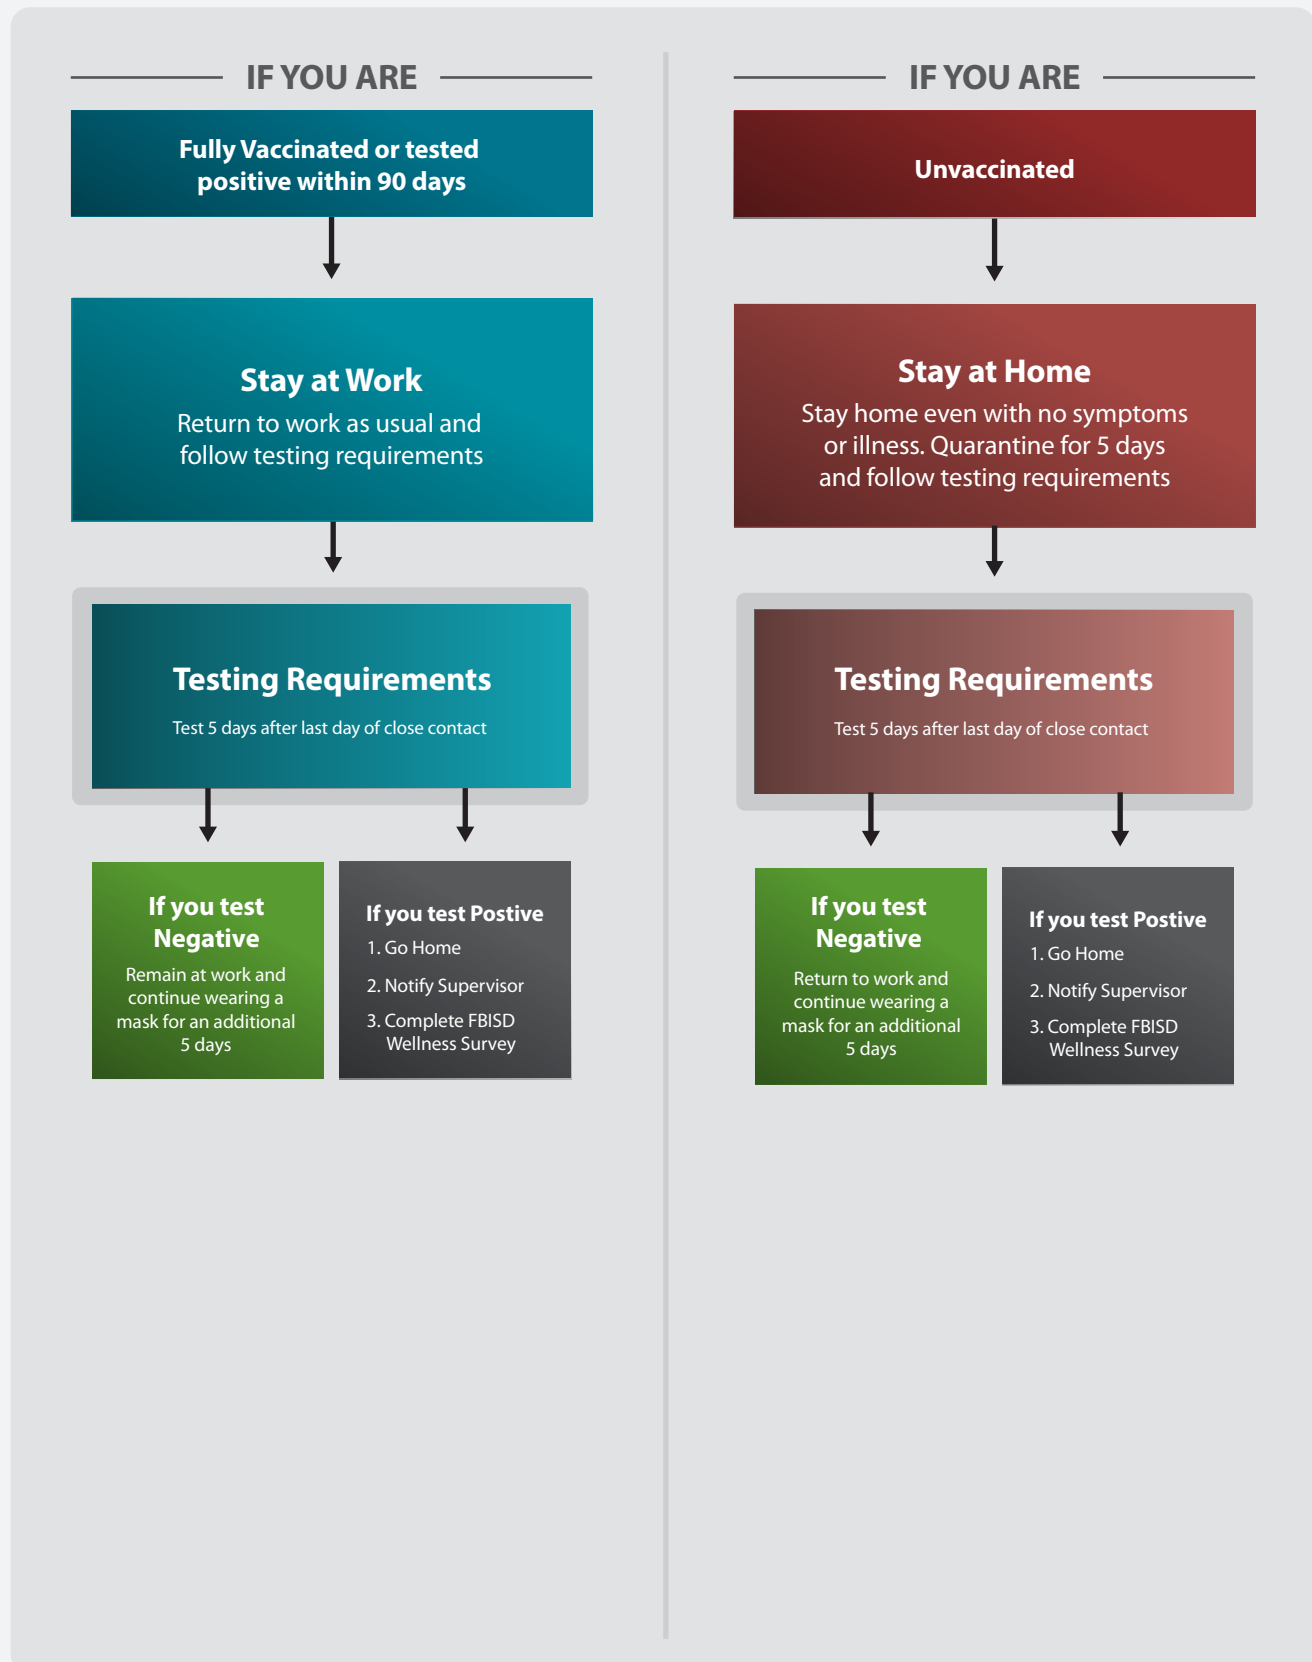 IF YOU ARE
Fully Vaccinated or tested
positive within 90 days
Stay at Work
Return to work as usual and
follow testing requirements
Testing Requirements
Test 5 days after last day of close contact
If you test
Negative
Remain at work and
continue wearing a
mask for an additional
5 days
If you test Postive
1. Go Home
2. Notify Supervisor
3. Complete FBISD
Wellness Survey
IF YOU ARE
Unvaccinated
Stay at Home
Stay home even with no symptoms
or illness. Quarantine for 5 days
and follow testing requirements
Testing Requirements
Test 5 days after last day of close contact
If you test
Negative
Return to work and
continue wearing a
mask for an additional
5 days
If you test Postive
1. Go Home
2. Notify Supervisor
3. Complete FBISD
Wellness Survey